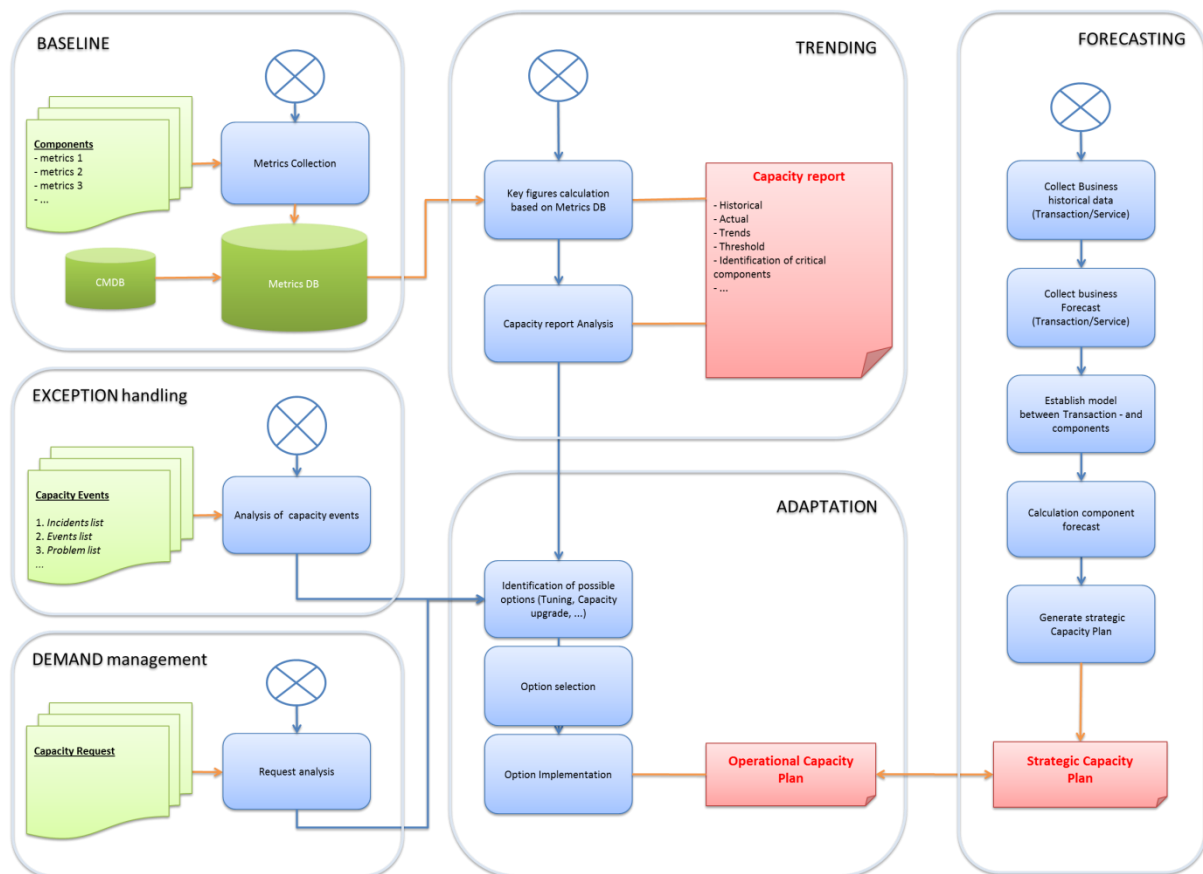 BASELINE
Components
- metrics 1
- metrics 2
- metrics 3
- ...
Metrics Collection
CMDB
Metrics DB
TRENDING
Key figures calculation
based on Metrics DB
Capacity report
- Historical
- Actual
- Trends
- Threshold
- Identification of critical
components
- ...
Capacity report Analysis
FORECASTING
Collect Business
historical data
(Transaction/Service)
Collect business
Forecast
(Transaction/Service)
Establish model
between Transaction - and
components
Calculation component
forecast
Generate strategic
Capacity Plan
Strategic Capacity
Plan
EXCEPTION handling
Capacity Events
1. Incidents list
2. Events list
3. Problem list
...
Analysis of capacity events
DEMAND management
Capacity Request
Request analysis
ADAPTATION
Identification of possible
options (Tuning, Capacity
upgrade, ...)
Option selection
Option Implementation
Operational Capacity
Plan